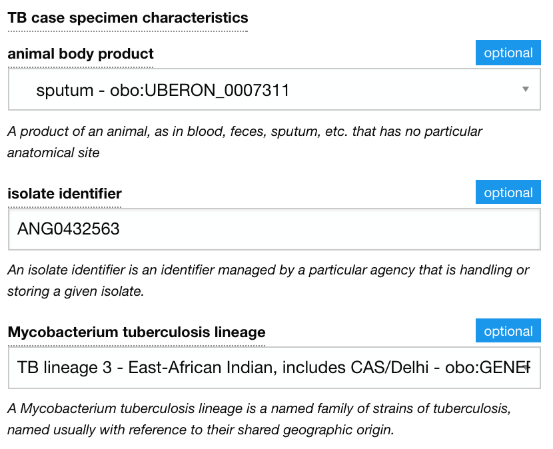 TB case specimen characteristics
animal body product
optional
sputum - obo:UBERON_0007311
A product of an animal, as in blood, feces, sputum, etc. that has no particular
anatomical site
isolate identifier
optional
ANG0432563
An isolate identifier is an identifier managed by a particular agency that is handling or
storing a given isolate.
Mycobacterium tuberculosis lineage
optional
TB lineage 3 - East-African Indian, includes CAS/Delhi - obo:GENE
A Mycobacterium tuberculosis lineage is a named family of strains of tuberculosis,
named usually with reference to their shared geographic origin.